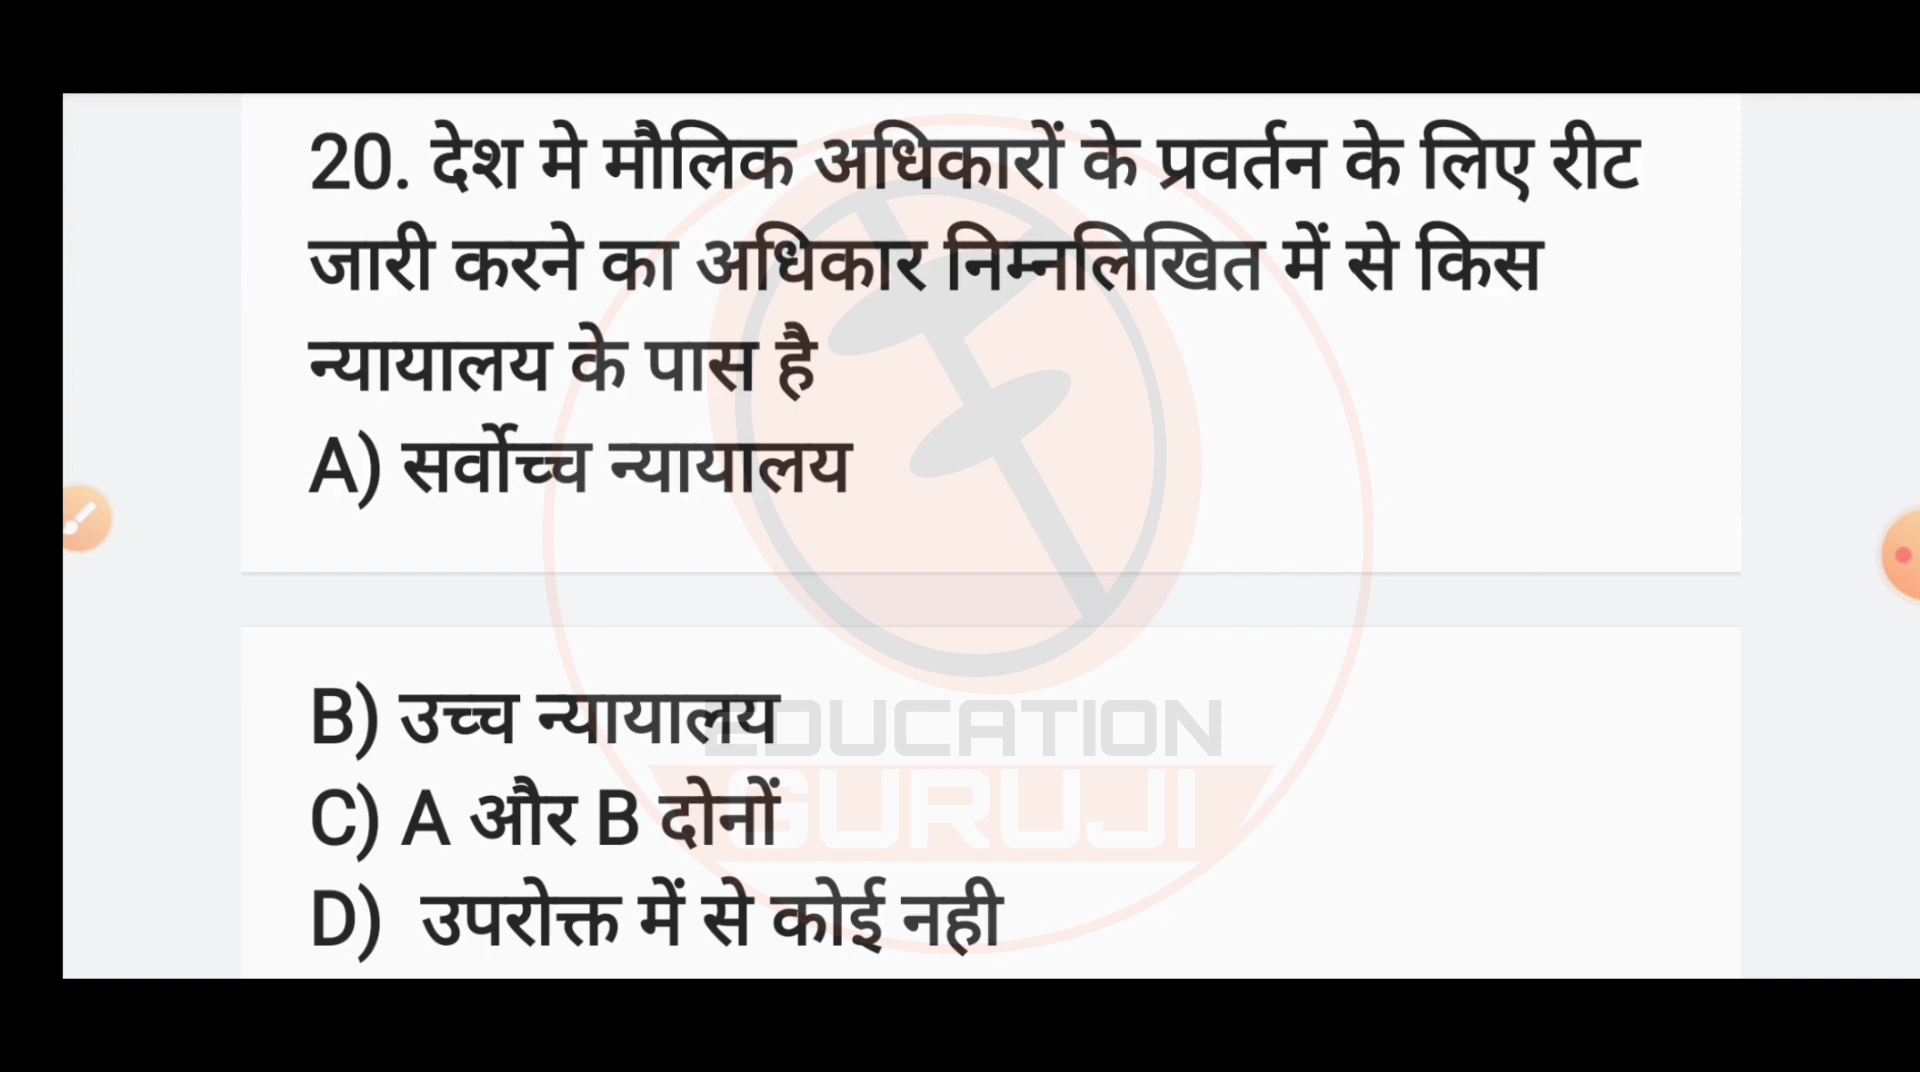 20. देश मे मौलिक अधिकारों के प्रवर्तन के लिए रीट
जारी करने का अधिकार निम्नलिखित में से किस
न्यायालय के पास है
A) सर्वोच्च न्यायालय
B) उच्च न्यायालय
C) A और B दोनों
D) उपरोक्त में से कोई नही
EDUCATION
GURUJI